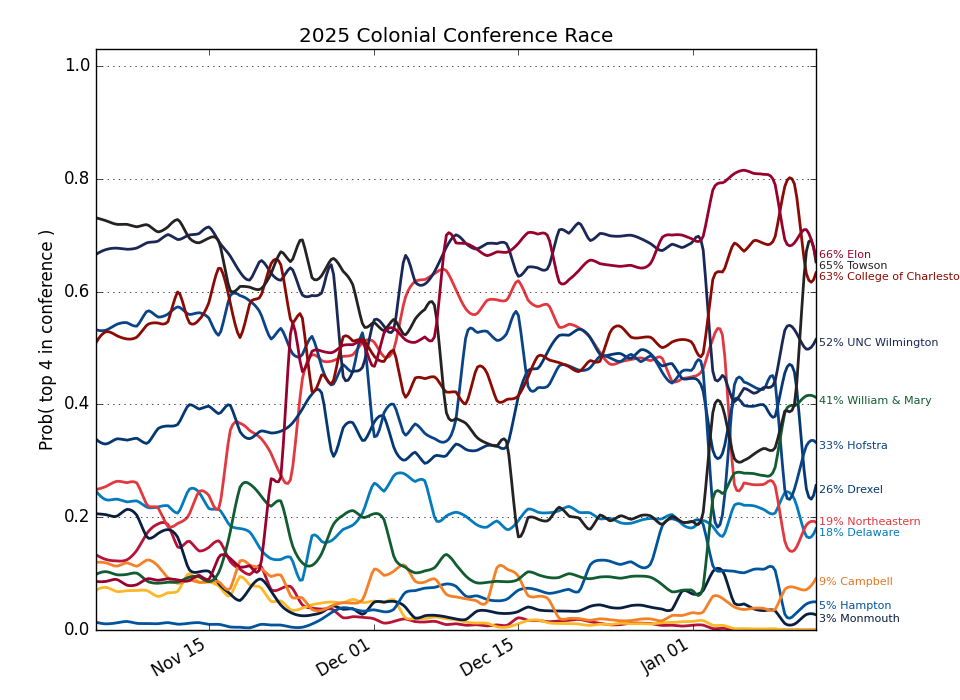 2025 Colonial Conference Race
Prob( top 4 in conference )
1.0
0.8
0.6
0.4
0.2
0.0
Nov 15
Dec 01
Dec 15
Jan 01
66% Elon
65% Towson
63% College of Charlesto
52% UNC Wilmington
41% William & Mary
33% Hofstra
26% Drexel
19% Northeastern
18% Delaware
9% Campbell
5% Hampton
3% Monmouth